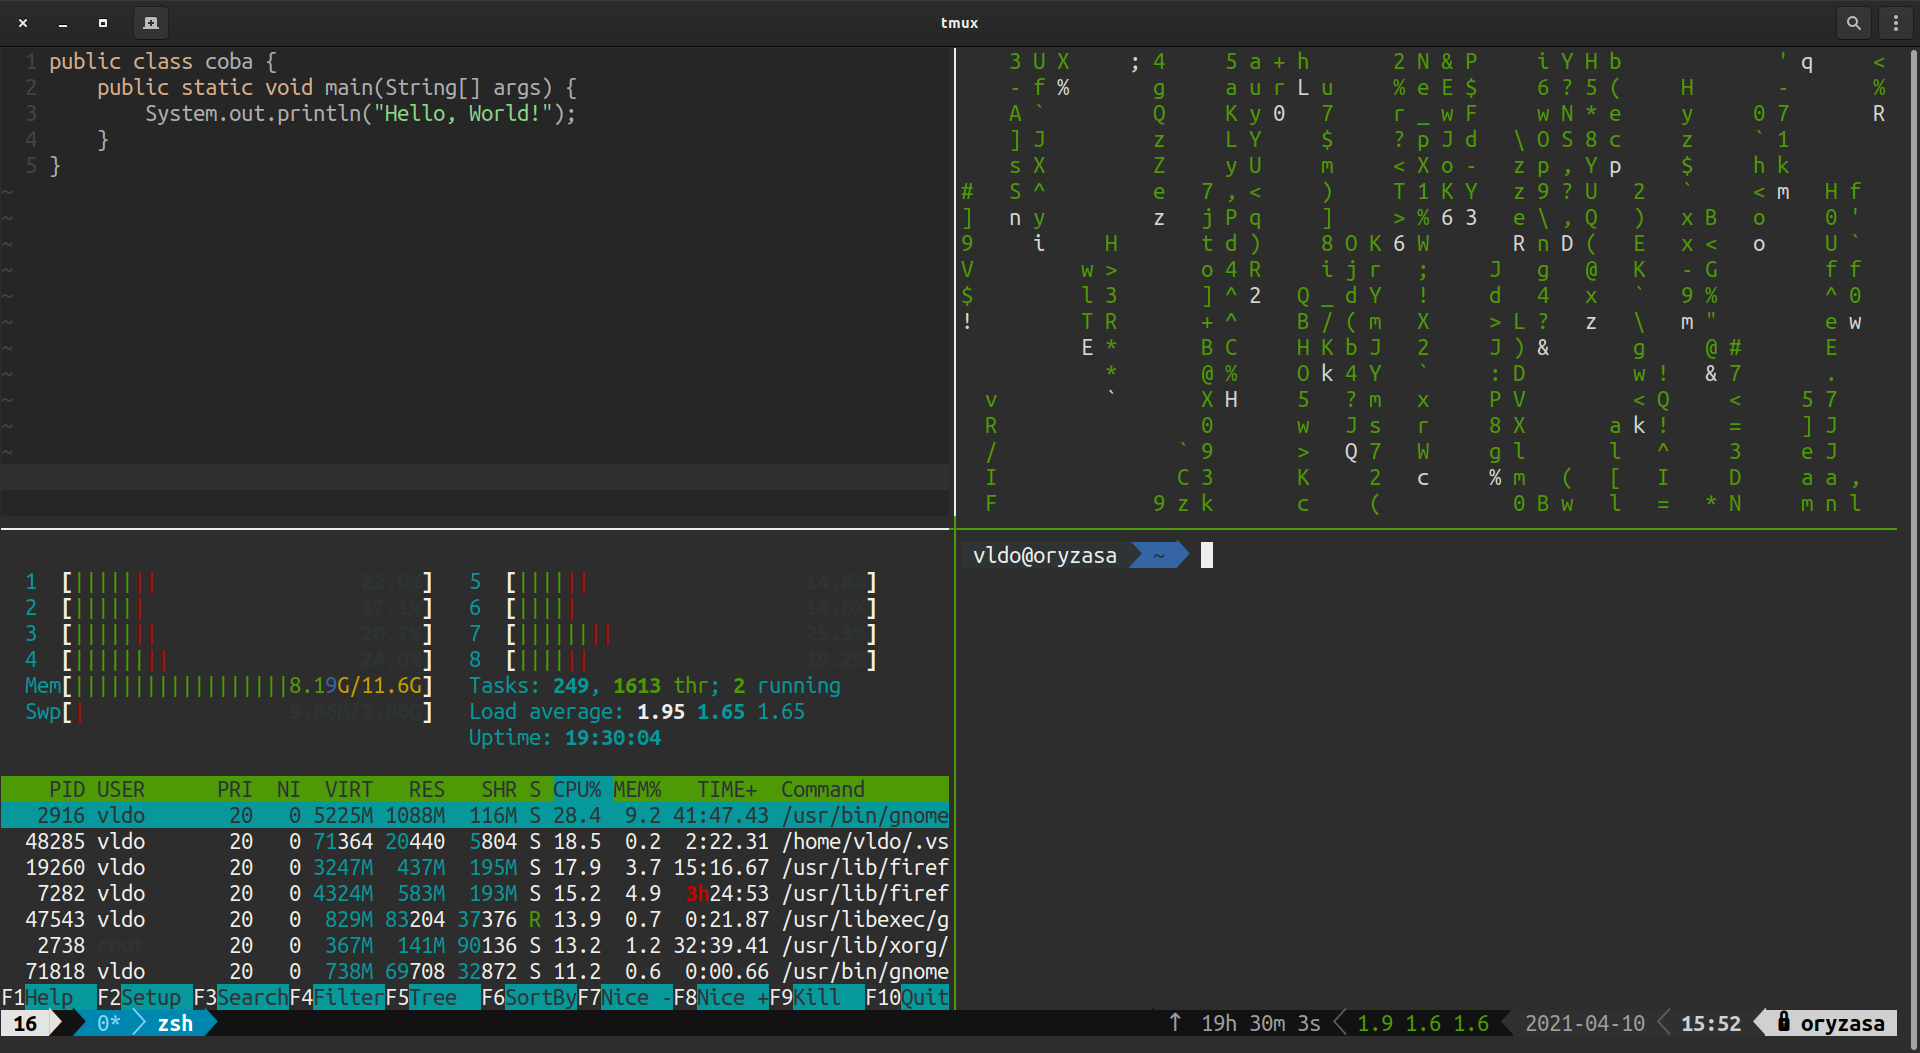 tmux
1 public class coba {
2     public static void main(String[] args) {
3         System.out.println("Hello, World!");
4     }
5 }
~
~
~
~
~
~
~
~
~
~
~
3 U X ; 4 5 a + h 2 N & P i Y H b ' q <
- f % g a u r L u % e E $ 6 ? 5 ( H - %
A ` Q K y 0 7 r _ w F w N * e y 0 7 R
] J z L Y $ ? p J d \ O S 8 c z ` 1
s X Z y U m < X o - z p , Y p $ h k
# S ^ e 7 , < ) T 1 K Y z 9 ? U 2 ` < m H f
] n y z j P q ] > % 6 3 e \ , Q ) x B o 0 '
9 i H t d ) 8 O K 6 W R n D ( E x < o U `
V w > o 4 R i j r ; J g @ K - G f f
$ l 3 ] ^ 2 Q _ d Y ! d 4 x ` 9 % ^ 0
! T R + ^ B / ( m X > L ? z \ m " e w
E * B C H K b J 2 J ) & g @ # E
* @ % O k 4 Y ` : D w ! & 7 .
v ` X H 5 ? m x P V < Q < 5 7
R 0 w J s r 8 X a k ! = ] J
/ ` 9 > Q 7 W g l l ^ 3 e J
I C 3 K 2 c % m ( [ I D a a ,
F 9 z k c ( 0 B w l = * N m n l
1 [||||||| 22.0%] 5 [|||||| 14.8%]
2 [|||||| 17.1%] 6 [||||| 14.0%]
3 [||||||| 20.7%] 7 [|||||||| 25.3%]
4 [|||||||| 24.0%] 8 [|||||| 19.2%]
Mem[||||||||||||||||||8.19G/11.6G] Tasks: 249, 1613 thr; 2 running
Swp[| 9.06M/2.00G] Load average: 1.95 1.65 1.65
Uptime: 19:30:04
PID USER PRI NI VIRT RES SHR S CPU% MEM% TIME+ Command
2916 vldo 20 0 5225M 1088M 116M S 28.4 9.2 41:47.43 /usr/bin/gnome
48285 vldo 20 0 71364 20440 5804 S 18.5 0.2 2:22.31 /home/vldo/.vs
19260 vldo 20 0 3247M 437M 195M S 17.9 3.7 15:16.67 /usr/lib/firef
7282 vldo 20 0 4324M 583M 193M S 15.2 4.9 3h24:53 /usr/lib/firef
47543 vldo 20 0 829M 83204 37376 R 13.9 0.7 0:21.87 /usr/libexec/g
2738 root 20 0 367M 141M 90136 S 13.2 1.2 32:39.41 /usr/lib/xorg/
71818 vldo 20 0 738M 69708 32872 S 11.2 0.6 0:00.66 /usr/bin/gnome
F1Help F2Setup F3SearchF4FilterF5Tree F6SortByF7Nice -F8Nice +F9Kill F10Quit
vldo@oryzasa ~
16 0* zsh ↑ 19h 30m 3s 1.9 1.6 1.6 2021-04-10 15:52 oryzasa